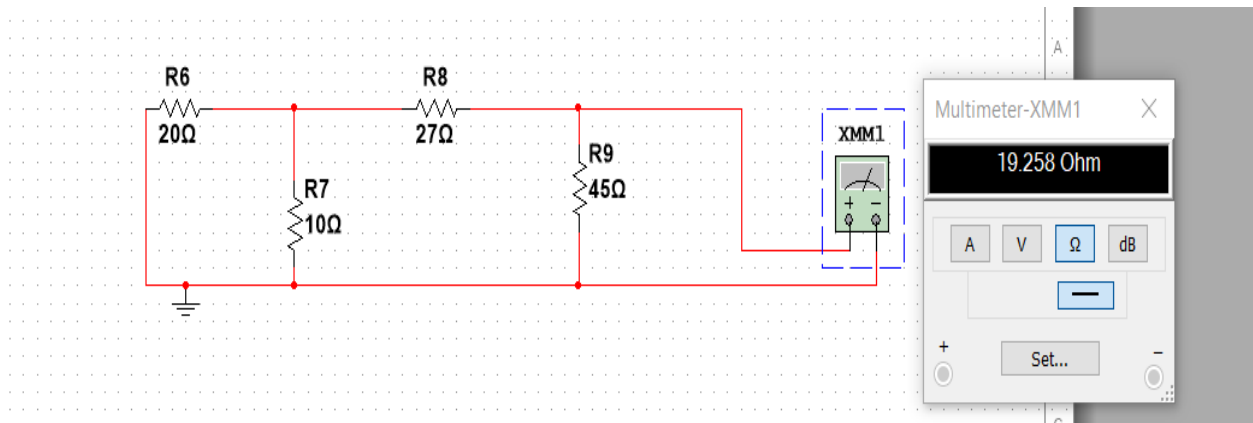 A
R6
20Ω
R8
27Ω
R7
10Ω
R9
45Ω
XMM1
+ −
Multimeter-XMM1
19.258 Ohm
A V Ω dB
+ −
Set...